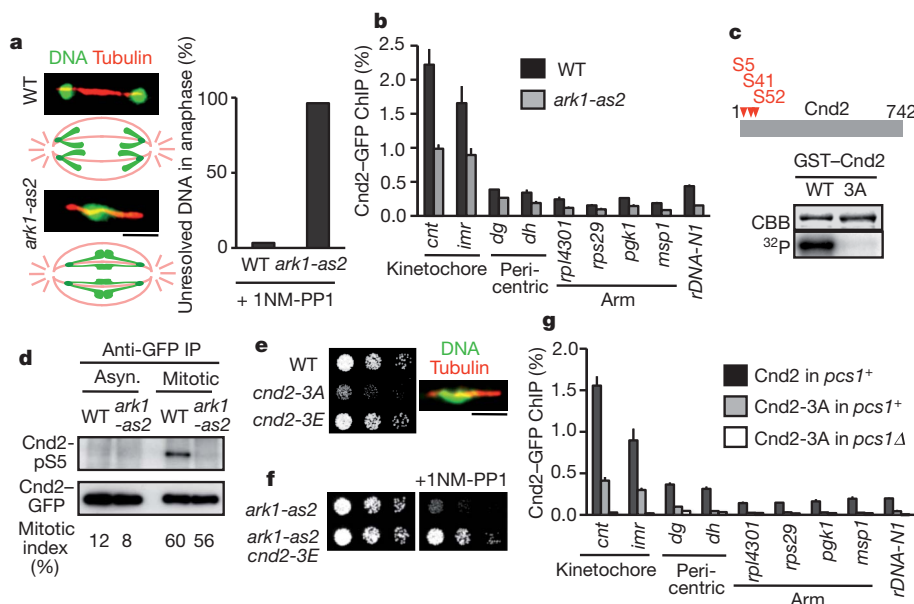 a
DNA Tubulin
WT
ark1-as2
Unresolved DNA in anaphase (%)
100
50
0
WT ark1-as2
+ 1NM-PP1
b
Cnd2–GFP ChIP (%)
2.5
2.0
1.5
1.0
0.5
0
WT
ark1-as2
cnt
imr
dg
dh
rpl4301
rps29
pgk1
msp1
rDNA-N1
Kinetochore
Peri-
centric
Arm
c
S5
S41
S52
1
Cnd2
742
GST–Cnd2
WT 3A
CBB
32P
d
Anti-GFP IP
Asyn. Mitotic
WT ark1-as2 WT ark1-as2
Cnd2-
pS5
Cnd2–
GFP
Mitotic
index
(%)
12 8 60 56
e
WT
cnd2-3A
cnd2-3E
DNA
Tubulin
f
+1NM-PP1
ark1-as2
ark1-as2
cnd2-3E
g
Cnd2–GFP ChIP (%)
1.5
1.0
0.5
0
Cnd2 in pcs1+
Cnd2-3A in pcs1+
Cnd2-3A in pcs1Δ
cnt
imr
dg
dh
rpl4301
rps29
pgk1
msp1
rDNA-N1
Kinetochore
Peri-
centric
Arm